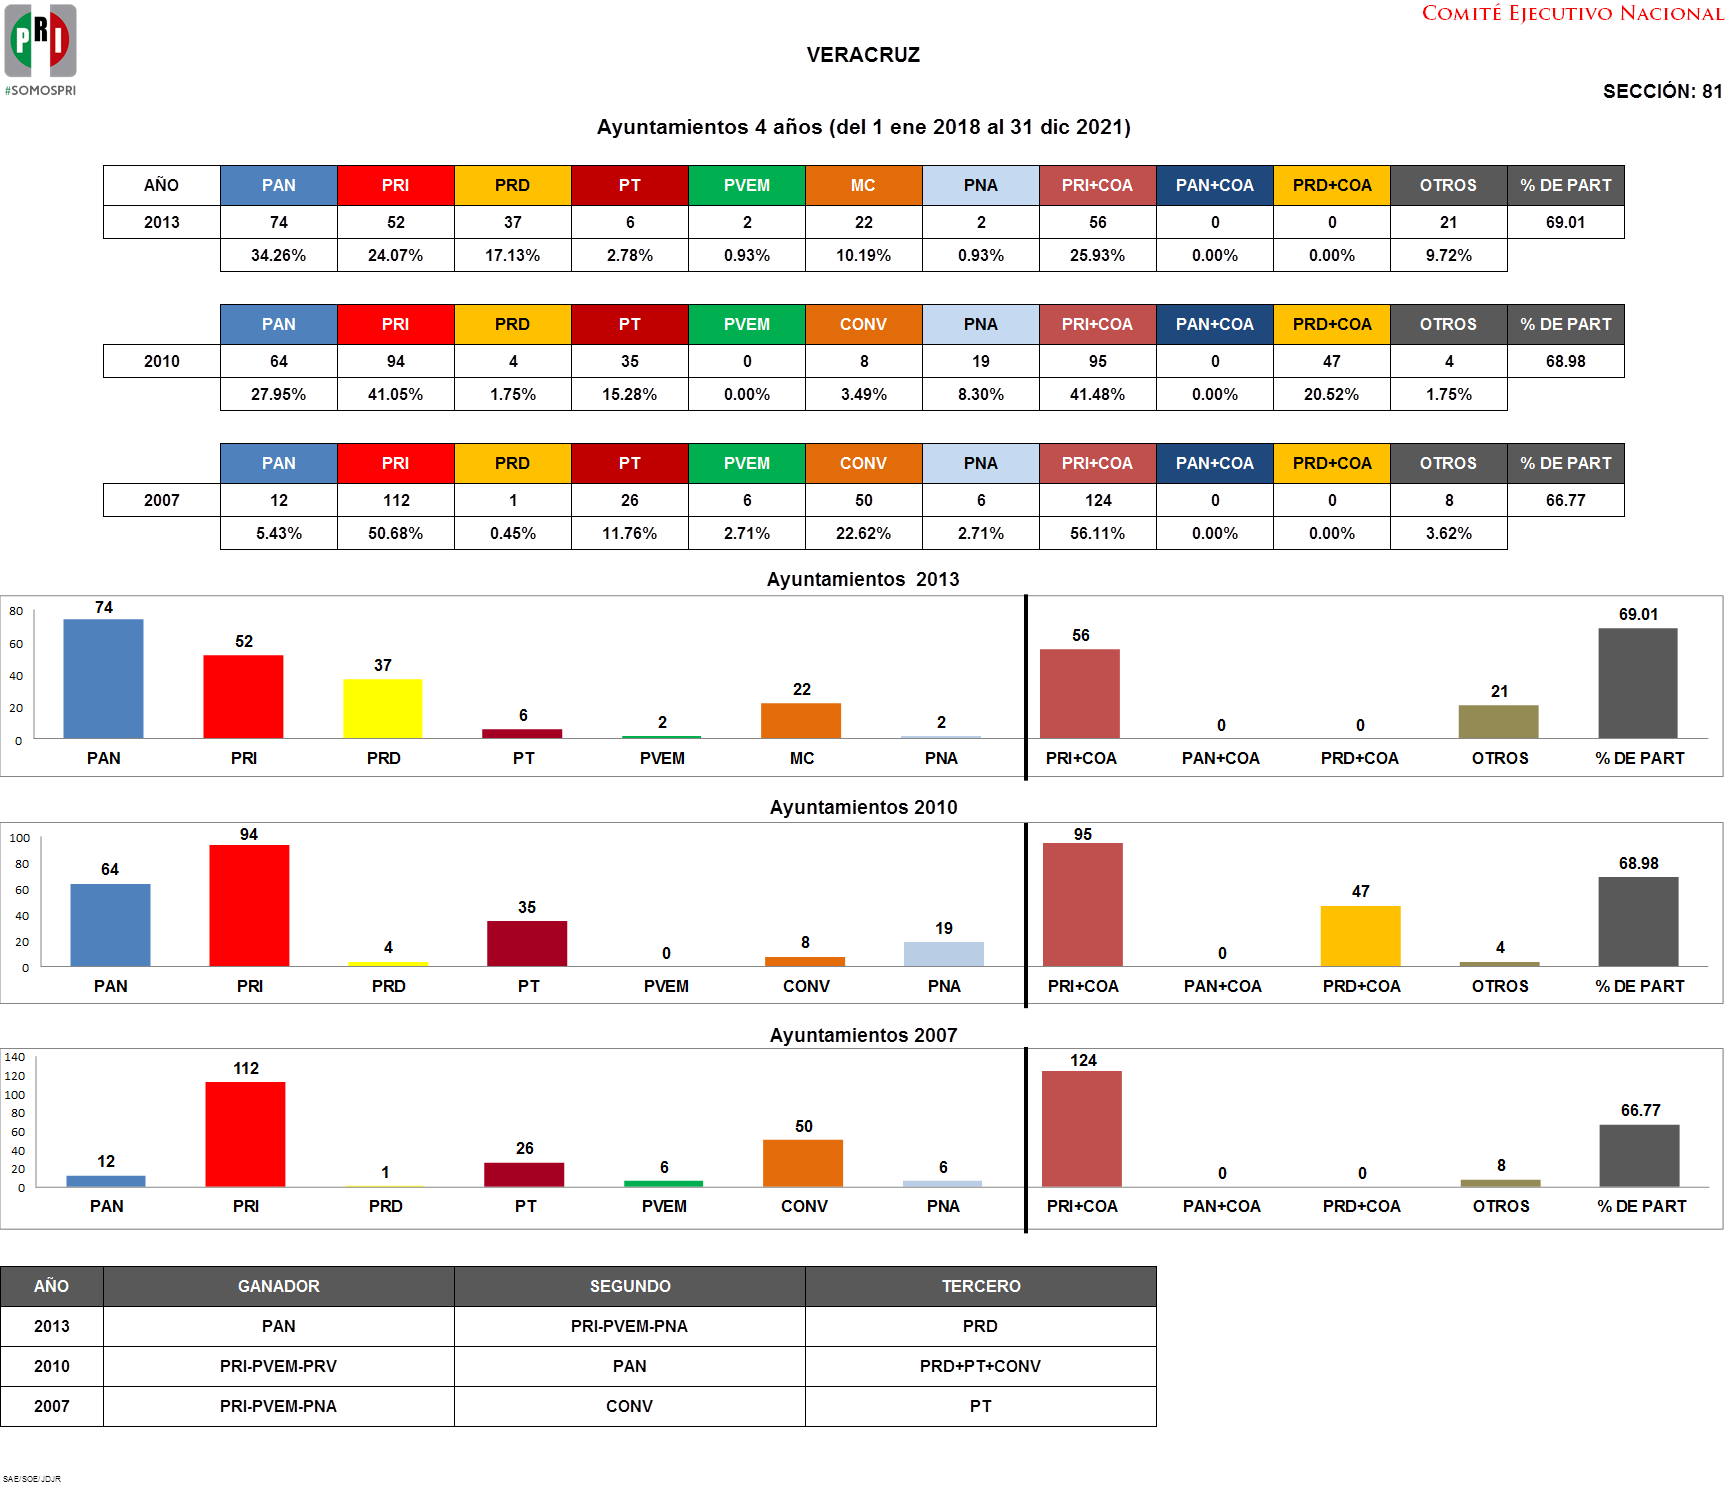 COMITÉ EJECUTIVO NACIONAL
PRI
#SOMOSPRI
VERACRUZ
SECCIÓN: 81
Ayuntamientos 4 años (del 1 ene 2018 al 31 dic 2021)
AÑO PAN PRI PRD PT PVEM MC PNA PRI+COA PAN+COA PRD+COA OTROS % DE PART
2013 74 52 37 6 2 22 2 56 0 0 21 69.01
34.26% 24.07% 17.13% 2.78% 0.93% 10.19% 0.93% 25.93% 0.00% 0.00% 9.72%
PAN PRI PRD PT PVEM CONV PNA PRI+COA PAN+COA PRD+COA OTROS % DE PART
2010 64 94 4 35 0 8 19 95 0 47 4 68.98
27.95% 41.05% 1.75% 15.28% 0.00% 3.49% 8.30% 41.48% 0.00% 20.52% 1.75%
PAN PRI PRD PT PVEM CONV PNA PRI+COA PAN+COA PRD+COA OTROS % DE PART
2007 12 112 1 26 6 50 6 124 0 0 8 66.77
5.43% 50.68% 0.45% 11.76% 2.71% 22.62% 2.71% 56.11% 0.00% 0.00% 3.62%
Ayuntamientos 2013
80
60
40
20
0
74 52 37 6 2 22 2 56 0 0 21 69.01
PAN PRI PRD PT PVEM MC PNA PRI+COA PAN+COA PRD+COA OTROS % DE PART
Ayuntamientos 2010
100
80
60
40
20
0
64 94 4 35 0 8 19 95 0 47 4 68.98
PAN PRI PRD PT PVEM CONV PNA PRI+COA PAN+COA PRD+COA OTROS % DE PART
Ayuntamientos 2007
140
120
100
80
60
40
20
0
12 112 1 26 6 50 6 124 0 0 8 66.77
PAN PRI PRD PT PVEM CONV PNA PRI+COA PAN+COA PRD+COA OTROS % DE PART
AÑO GANADOR SEGUNDO TERCERO
2013 PAN PRI-PVEM-PNA PRD
2010 PRI-PVEM-PRV PAN PRD+PT+CONV
2007 PRI-PVEM-PNA CONV PT
SAE/SOE/JDJR